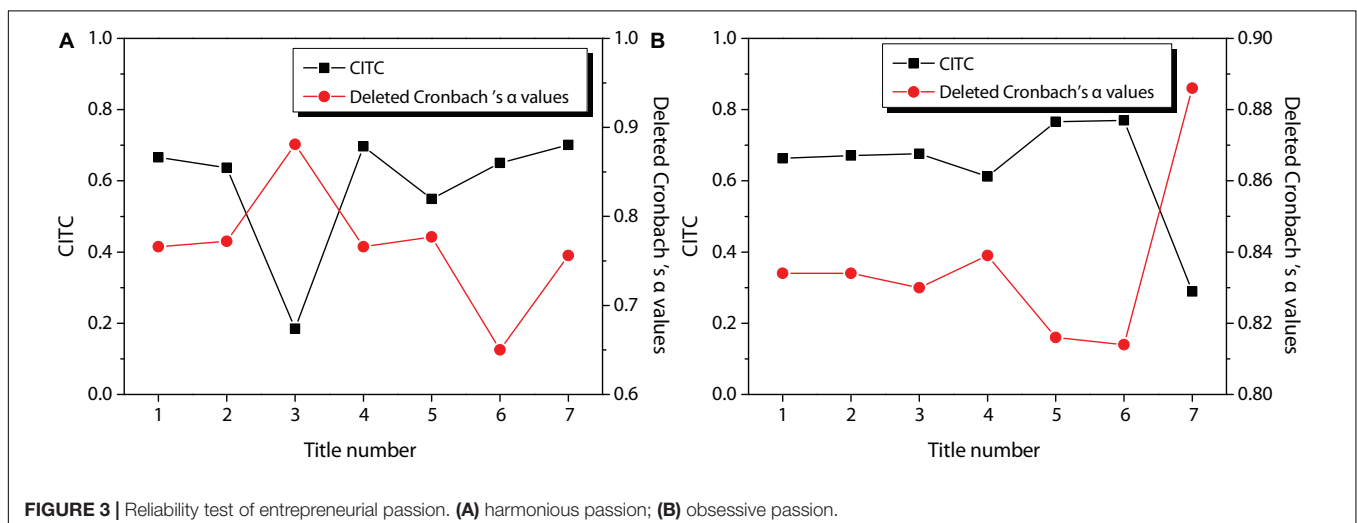 A
1.0
0.8
0.6
0.4
0.2
0.0
CITC
1 2 3 4 5 6 7
Title number
1.0
0.9
0.8
0.7
0.6
Deleted Cronbach 's α values
CITC
Deleted Cronbach 's α values
B
1.0
0.8
0.6
0.4
0.2
0.0
CITC
1 2 3 4 5 6 7
Title number
0.90
0.88
0.86
0.84
0.82
0.80
Deleted Cronbach 's α values
CITC
Deleted Cronbach's α values
FIGURE 3 | Reliability test of entrepreneurial passion. (A) harmonious passion; (B) obsessive passion.